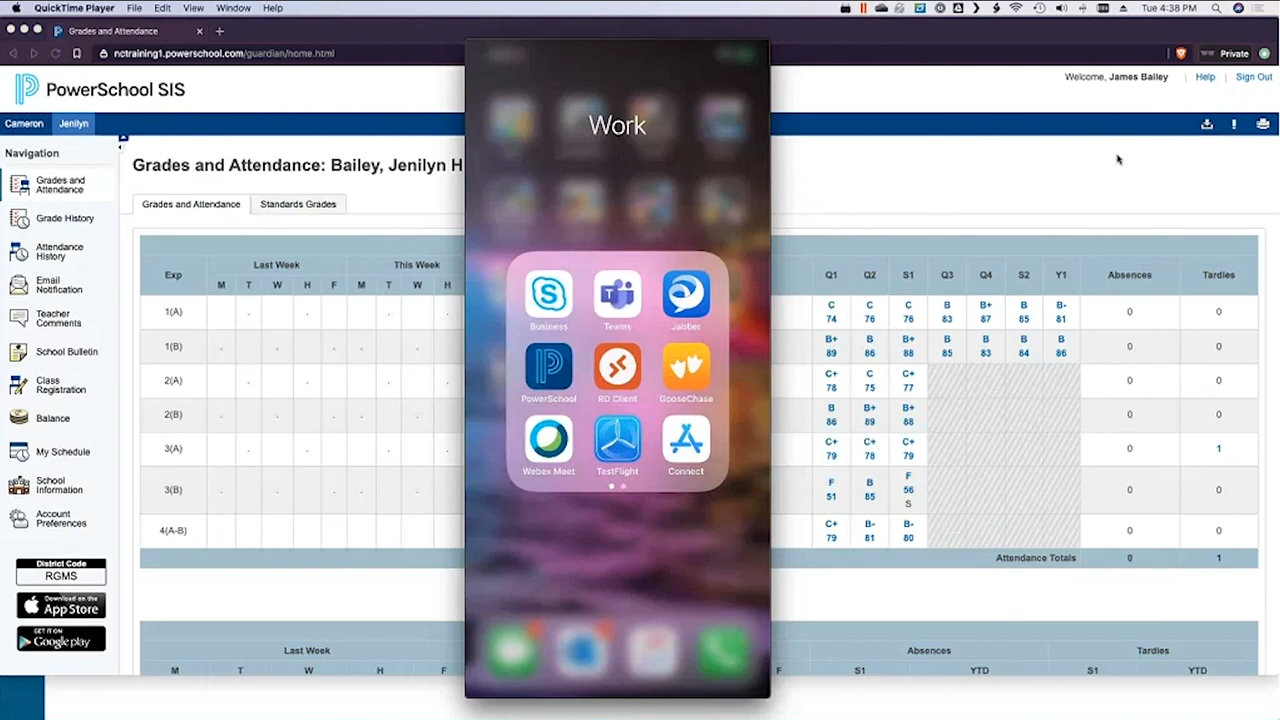 QuickTime Player File Edit View Window Help Tue 4:38 PM
Grades and Attendance
nctraining1.powerschool.com/guardian/home.html Private
PowerSchool SIS
Welcome, James Bailey Help Sign Out
Cameron Jenilyn
Navigation
Grades and
Attendance
Grade History
Attendance
History
Email
Notification
Teacher
Comments
School Bulletin
Class
Registration
Balance
My Schedule
School
Information
Account
Preferences
District Code
RGMS
Download on the
App Store
GET IT ON
Google play
Grades and Attendance: Bailey, Jenilyn H
Grades and Attendance Standards Grades
Exp Last Week This Week Q1 Q2 S1 Q3 Q4 S2 Y1 Absences Tardies
M T W H F M T W H
1(A) C 74 C 76 C 76 B 83 B+ 87 B 85 B- 81 0 0
1(B) B+ 89 B 86 B+ 88 B 85 B 83 B 84 B 86 0 0
2(A) C+ 78 C 75 C+ 77 0 0
2(B) B 86 B+ 89 B+ 88 0 0
3(A) C+ 79 C+ 78 C+ 79 0 1
3(B) F 51 B 85 F 56 S 0 0
4(A-B) C+ 79 B- 81 B- 80 0 0
Attendance Totals 0 1
Last Week Absences Tardies
M T W H F F S1 YTD S1 YTD
Work
Business Teams Jabber
PowerSchool RD Client GooseChase
Webex Meet TestFlight Connect